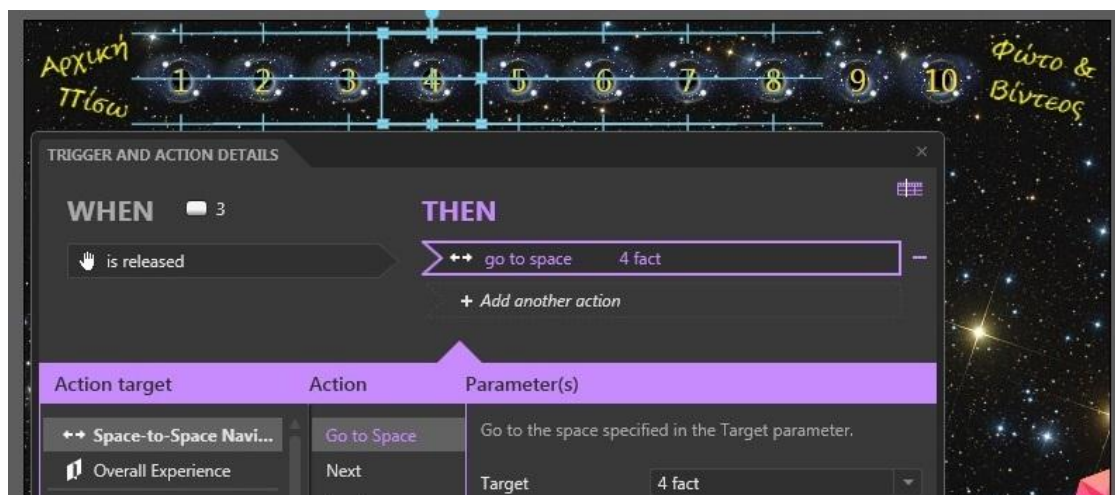 Αρχική
Πίσω
1 2 3 4 5 6 7 8 9 10
Φώτο &
Βίντεος
TRIGGER AND ACTION DETAILS
WHEN 3
THEN
is released
go to space 4 fact
+ Add another action
Action target Action Parameter(s)
Space-to-Space Navi... Go to Space Go to the space specified in the Target parameter.
Overall Experience Next Target 4 fact